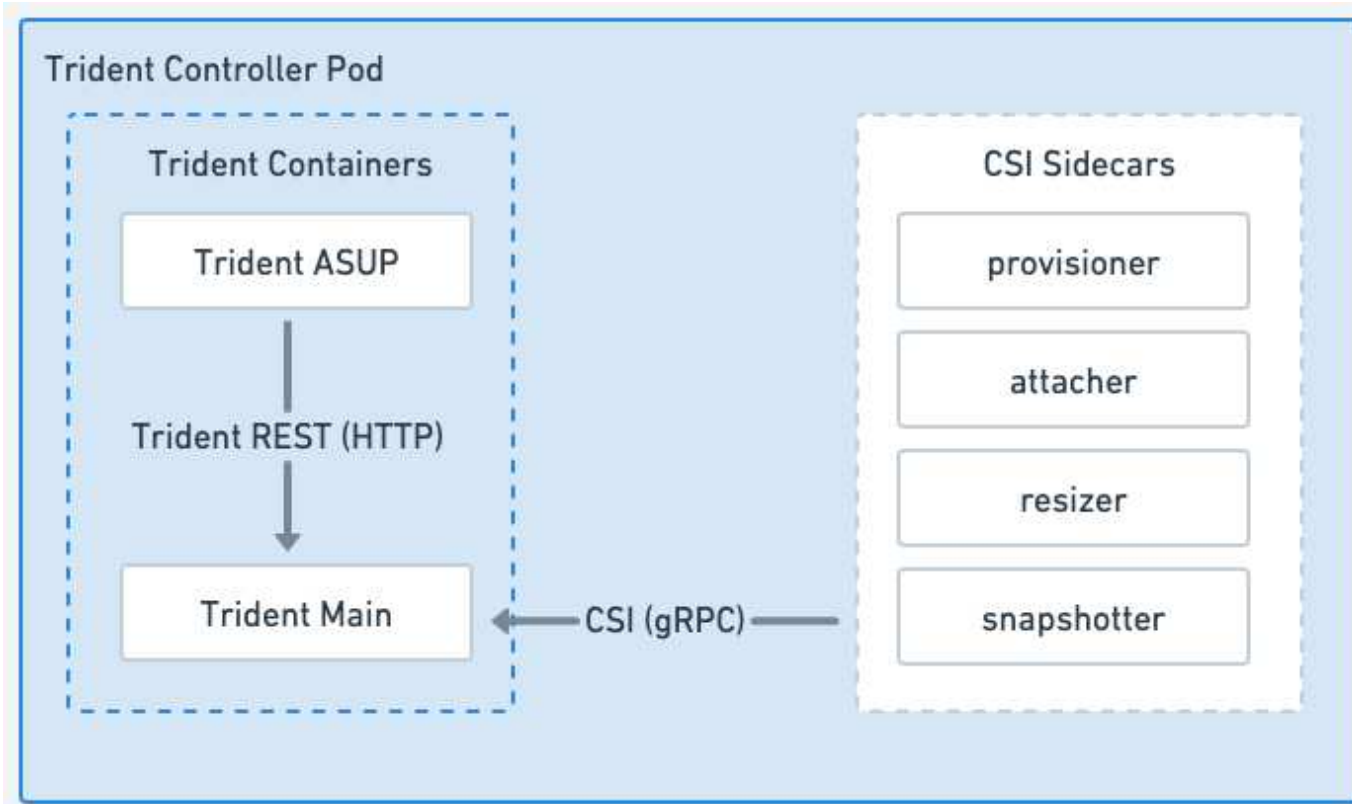 Trident Controller Pod
Trident Containers
Trident ASUP
Trident REST (HTTP)
Trident Main
CSI (gRPC)
CSI Sidecars
provisioner
attacher
resizer
snapshotter